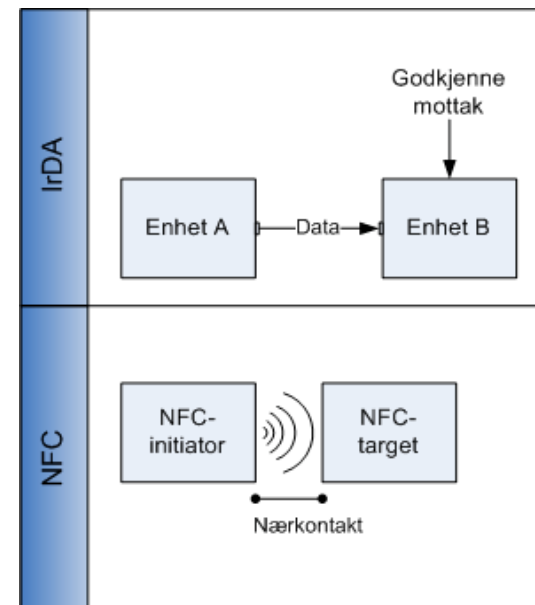 IrDA
Godkjenne
mottak
Enhet A
Data
Enhet B
NFC
NFC-
initiator
NFC-
target
Nærkontakt